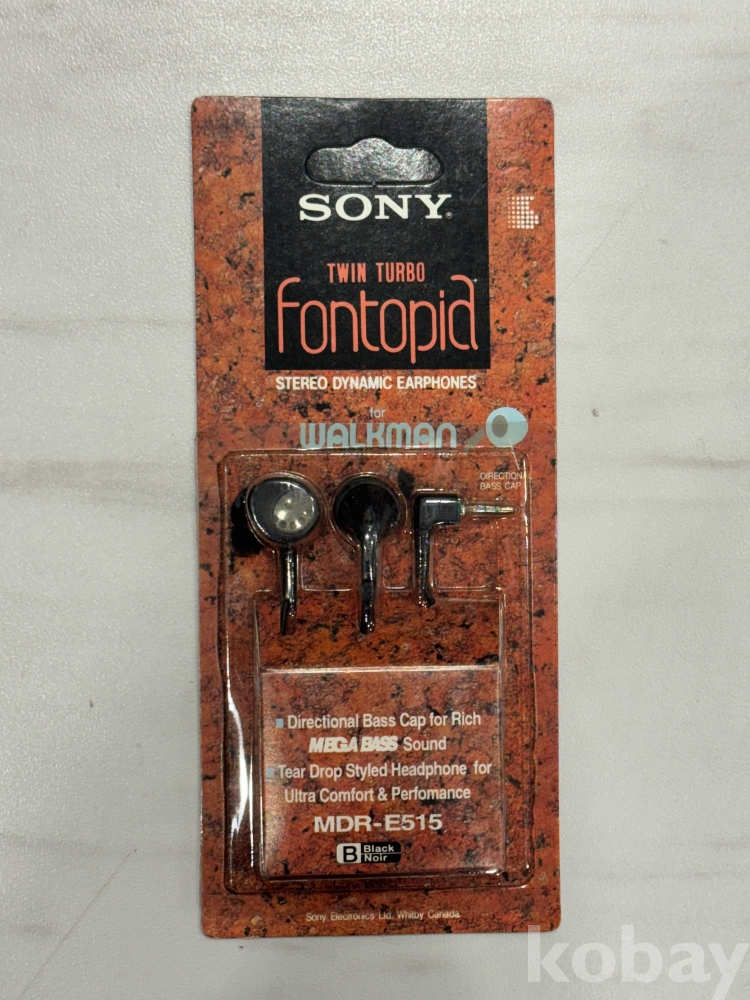 SONY®
TWIN TURBO
fontopia
STEREO DYNAMIC EARPHONES
for
WALKMAN
DIRECTIONAL
BASS CAP
Directional Bass Cap for Rich
MEGA BASS Sound
Tear Drop Styled Headphone for
Ultra Comfort & Perfomance
MDR-E515
B Black
Noir
Sony Electronics Ltd. Whitby Canada.
kobay